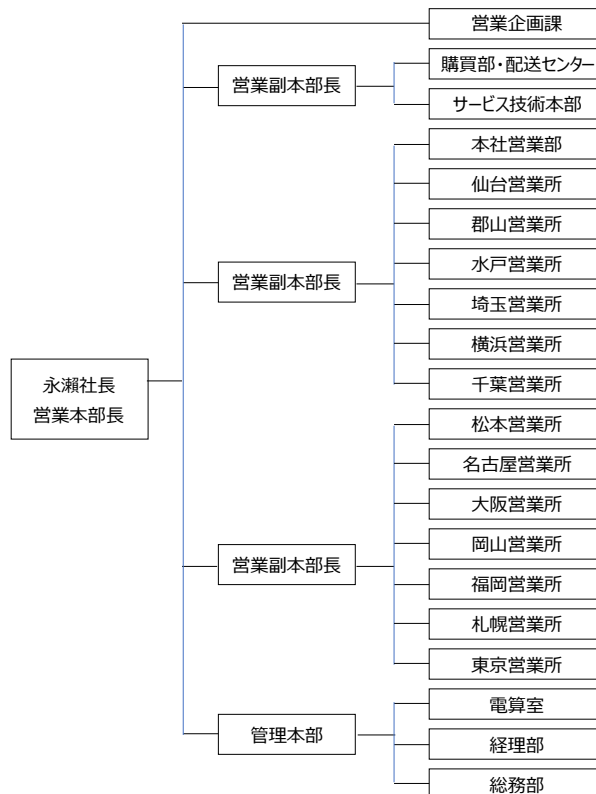 営業企画課
営業副本部長
購買部・配送センター
サービス技術本部
営業副本部長
本社営業部
仙台営業所
郡山営業所
水戸営業所
埼玉営業所
横浜営業所
千葉営業所
永瀨社長
営業本部長
営業副本部長
松本営業所
名古屋営業所
大阪営業所
岡山営業所
福岡営業所
札幌営業所
東京営業所
管理本部
電算室
経理部
総務部